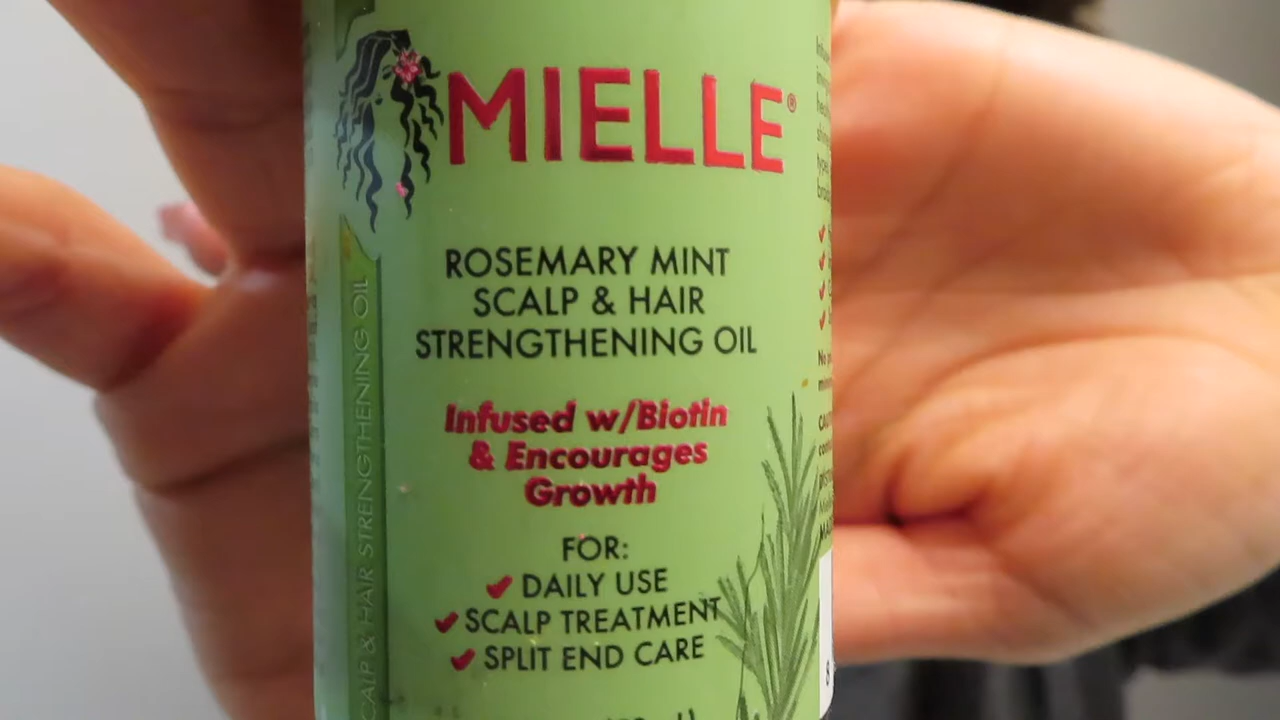 MIELLE®
ROSEMARY MINT
SCALP & HAIR
STRENGTHENING OIL
Infused w/Biotin
& Encourages
Growth
FOR:
DAILY USE
SCALP TREATMENT
SPLIT END CARE
SCALP & HAIR STRENGTHENING OIL